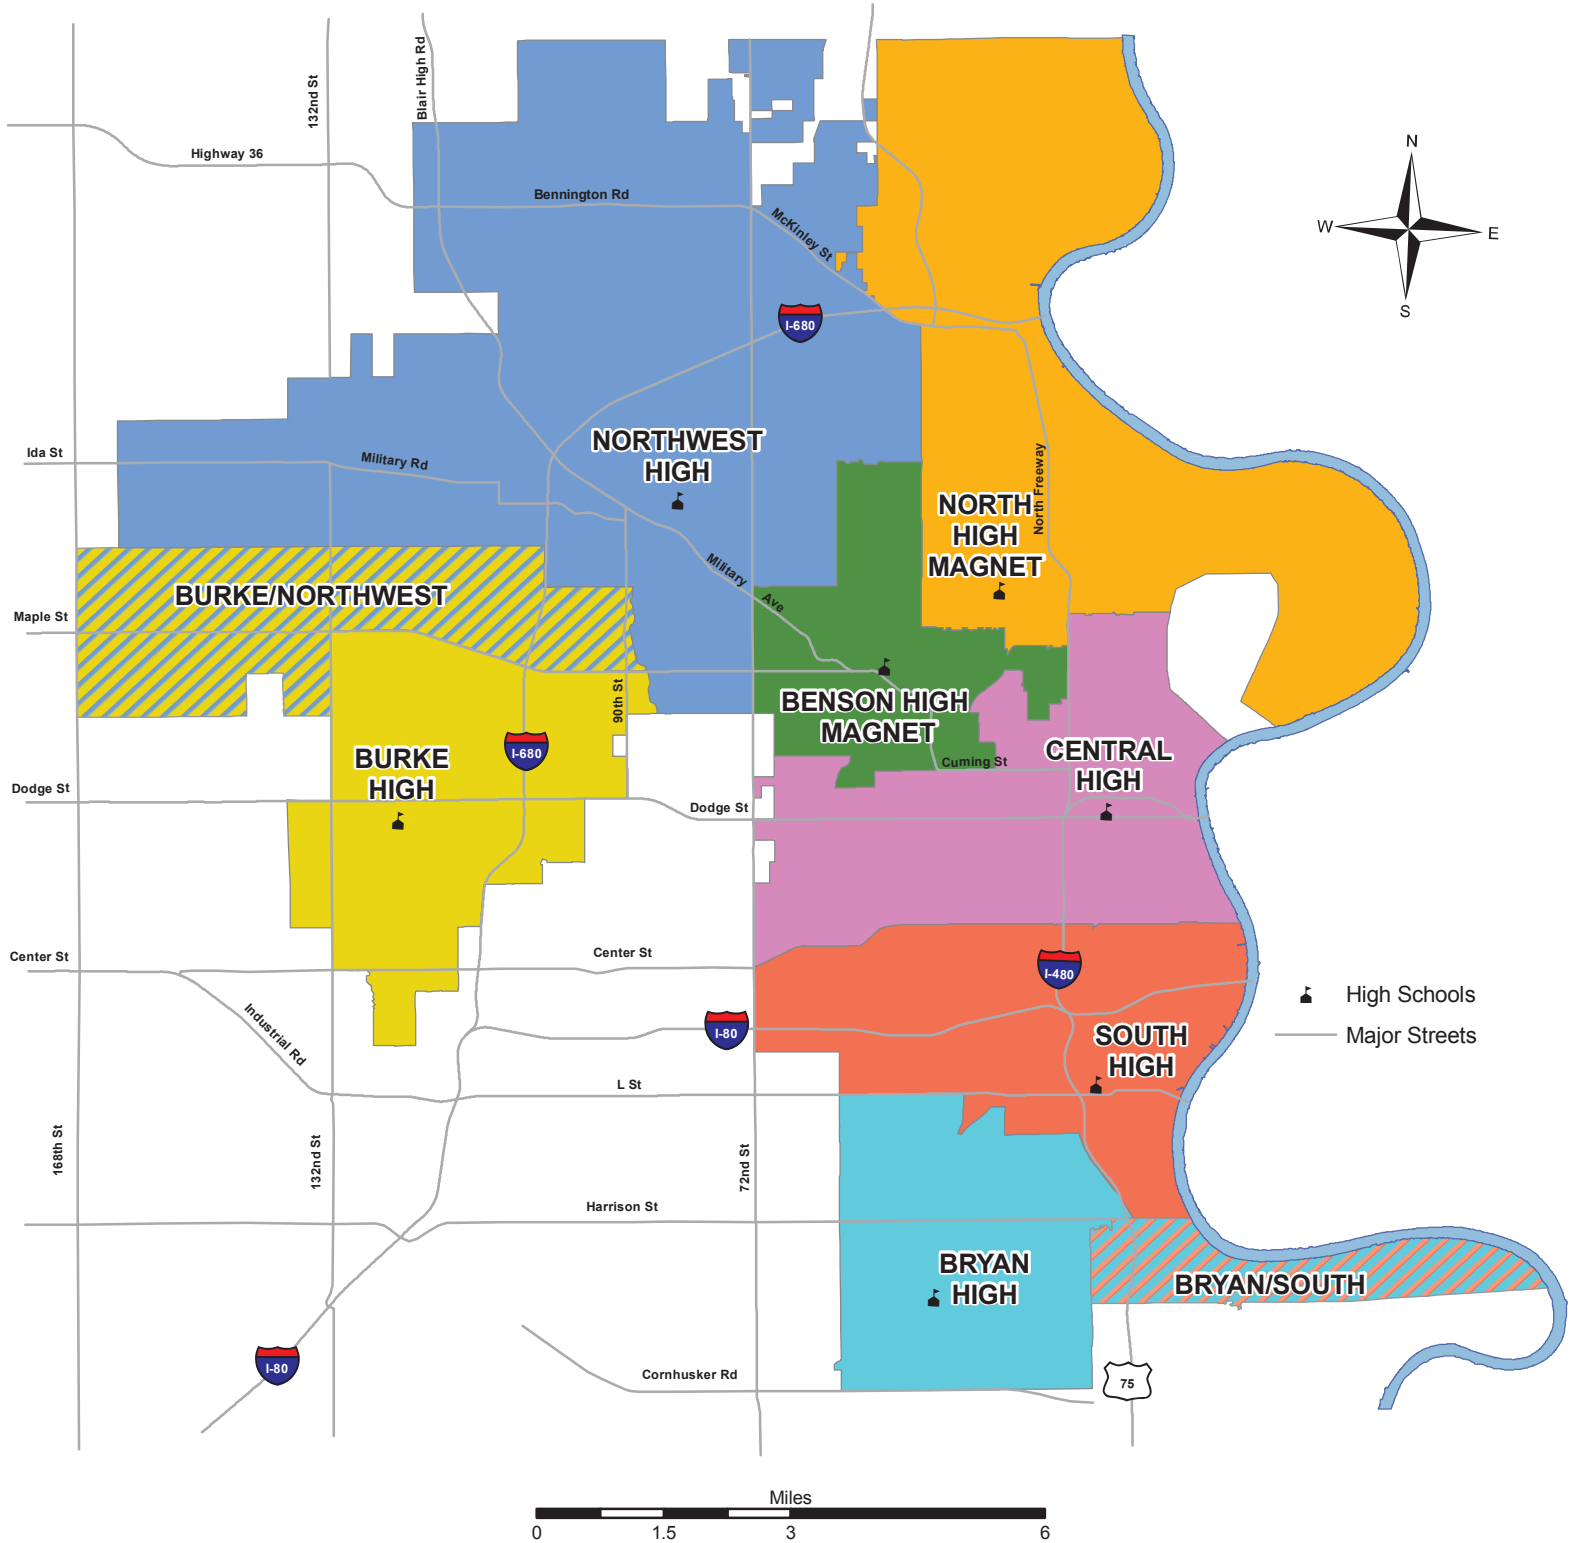 132nd St
Blair High Rd
Highway 36
Bennington Rd
McKinley St
N
W
E
S
I-680
NORTHWEST
HIGH
Ida St
Military Rd
North Freeway
NORTH
HIGH
MAGNET
Military
Ave
BURKE/NORTHWEST
Maple St
90th St
BENSON HIGH
MAGNET
BURKE
HIGH
I-680
Cuming St
CENTRAL
HIGH
Dodge St
Dodge St
Center St
Center St
I-480
High Schools
Major Streets
Industrial Rd
I-80
SOUTH
HIGH
L St
168th St
132nd St
72nd St
Harrison St
BRYAN
HIGH
BRYAN/SOUTH
I-80
Cornhusker Rd
75
Miles
0
1.5
3
6